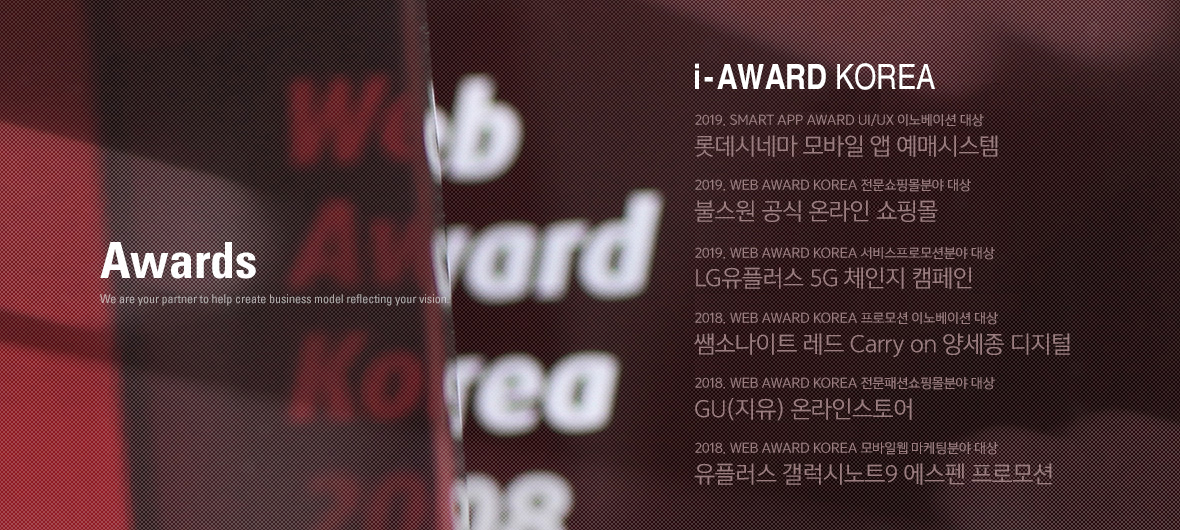 Web
Award
Korea
Awards
We are your partner to help create business model reflecting your vision
i-AWARD KOREA
2019. SMART APP AWARD UI/UX 이노베이션 대상
롯데시네마 모바일 앱 예매시스템
2019. WEB AWARD KOREA 전문쇼핑몰분야 대상
불스원 공식 온라인 쇼핑몰
2019. WEB AWARD KOREA 서비스프로모션분야 대상
LG유플러스 5G 체인지 캠페인
2018. WEB AWARD KOREA 프로모션 이노베이션 대상
쌤소나이트 레드 Carry on 양세종 디지털
2018. WEB AWARD KOREA 전문패션쇼핑몰분야 대상
GU(지유) 온라인스토어
2018. WEB AWARD KOREA 모바일웹 마케팅분야 대상
유플러스 갤럭시노트9 에스펜 프로모션